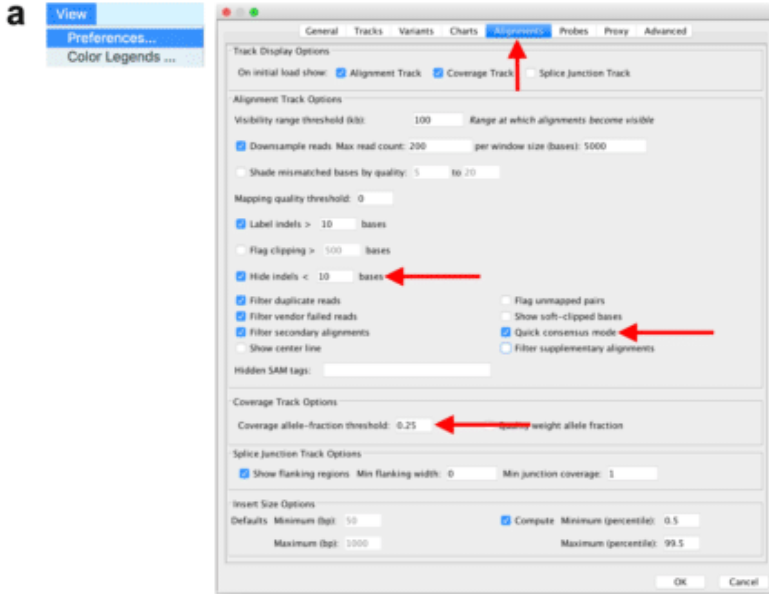 a
View
Preferences...
Color Legends ...
General Tracks Variants Charts Alignments Probes Proxy Advanced
Track Display Options
On initial load show: Alignment Track Coverage Track Splice Junction Track
Alignment Track Options
Visibility range threshold (kb): 100 Range at which alignments become visible
Downsample reads Max read count: 200 per window size (bases): 5000
Shade mismatched bases by quality: 5 to 20
Mapping quality threshold: 0
Label indels > 10 bases
Flag clipping > 500 bases
Hide indels < 10 bases
Filter duplicate reads Flag unmapped pairs
Filter vendor failed reads Show soft-clipped bases
Filter secondary alignments Quick consensus mode
Show center line Filter supplementary alignments
Hidden SAM tags:
Coverage Track Options
Coverage allele-fraction threshold: 0.25 weight allele fraction
Splice Junction Track Options
Show flanking regions Min flanking width: 0 Min junction coverage: 1
Insert Size Options
Defaults Minimum (bp): 50 Compute Minimum (percentile): 0.5
Maximum (bp): 1000 Maximum (percentile): 99.5
OK Cancel